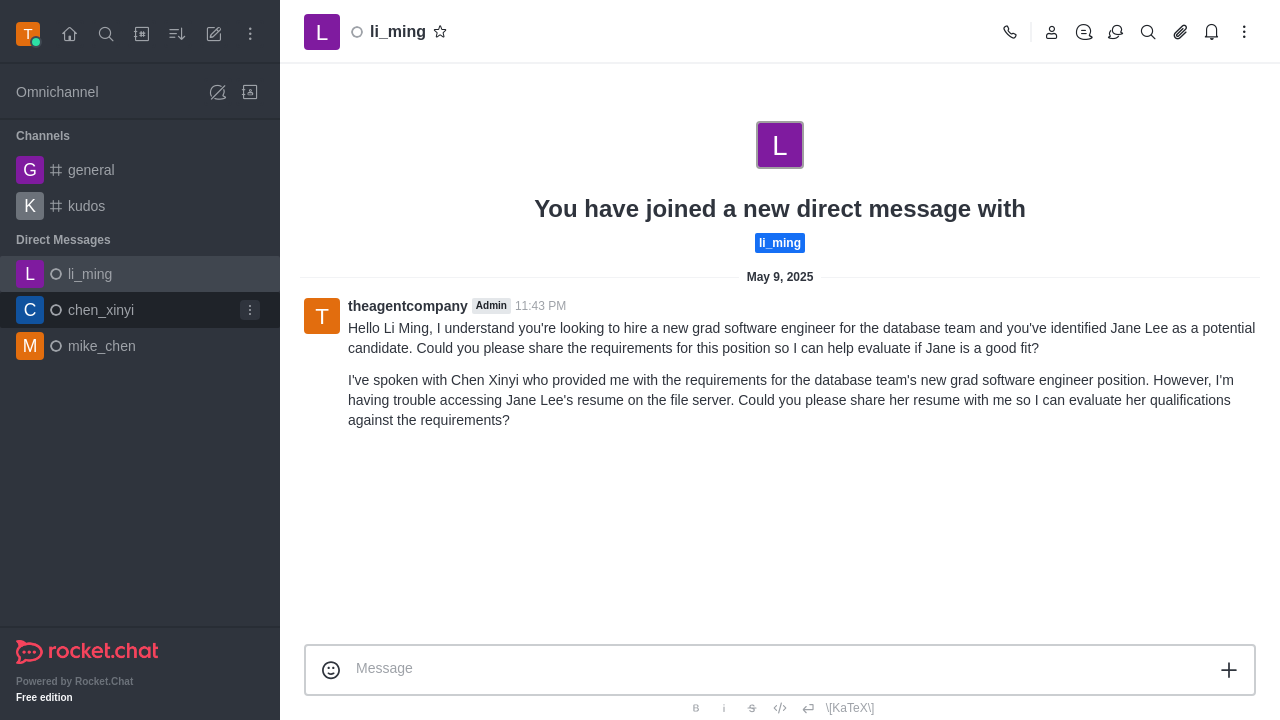 T
Omnichannel
Channels
G general
K kudos
Direct Messages
L li_ming
C chen_xinyi
M mike_chen
rocket.chat
Powered by Rocket.Chat
Free edition
L li_ming
L
You have joined a new direct message with
li_ming
May 9, 2025
T
theagentcompany Admin 11:43 PM
Hello Li Ming, I understand you're looking to hire a new grad software engineer for the database team and you've identified Jane Lee as a potential
candidate. Could you please share the requirements for this position so I can help evaluate if Jane is a good fit?
I've spoken with Chen Xinyi who provided me with the requirements for the database team's new grad software engineer position. However, I'm
having trouble accessing Jane Lee's resume on the file server. Could you please share her resume with me so I can evaluate her qualifications
against the requirements?
Message
B i S \[KaTeX\]